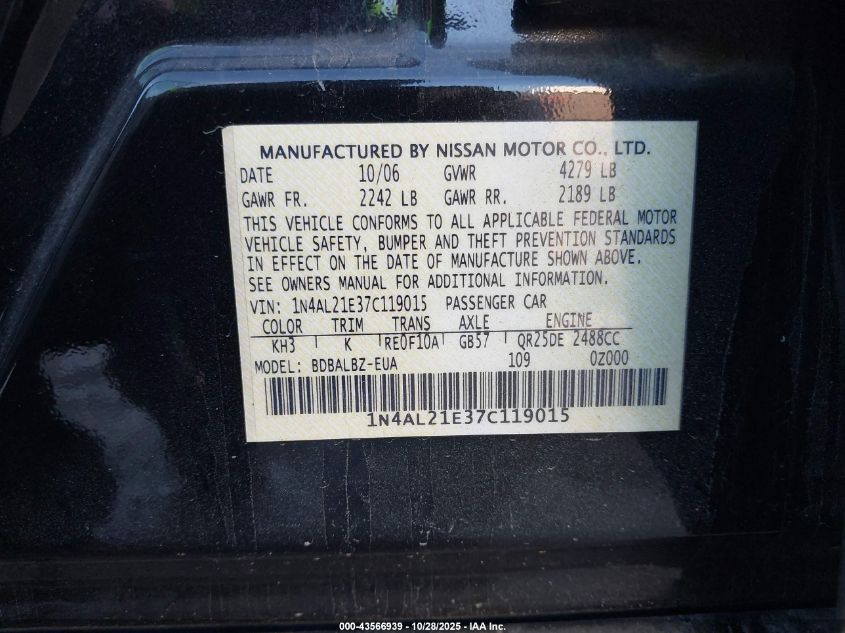 MANUFACTURED BY NISSAN MOTOR CO., LTD.
DATE 10/06 GVWR 4279 LB
GAWR FR. 2242 LB GAWR RR. 2189 LB
THIS VEHICLE CONFORMS TO ALL APPLICABLE FEDERAL MOTOR
VEHICLE SAFETY, BUMPER AND THEFT PREVENTION STANDARDS
IN EFFECT ON THE DATE OF MANUFACTURE SHOWN ABOVE.
SEE OWNERS MANUAL FOR ADDITIONAL INFORMATION.
VIN: 1N4AL21E37C119015 PASSENGER CAR
COLOR TRIM TRANS AXLE ENGINE
KH3 K RE0F10A GB57 QR25DE 2488CC
MODEL: BDBALBZ-EUA 109 0Z000
1N4AL21E37C119015
000-43566939 - 10/28/2025 - IAA Inc.